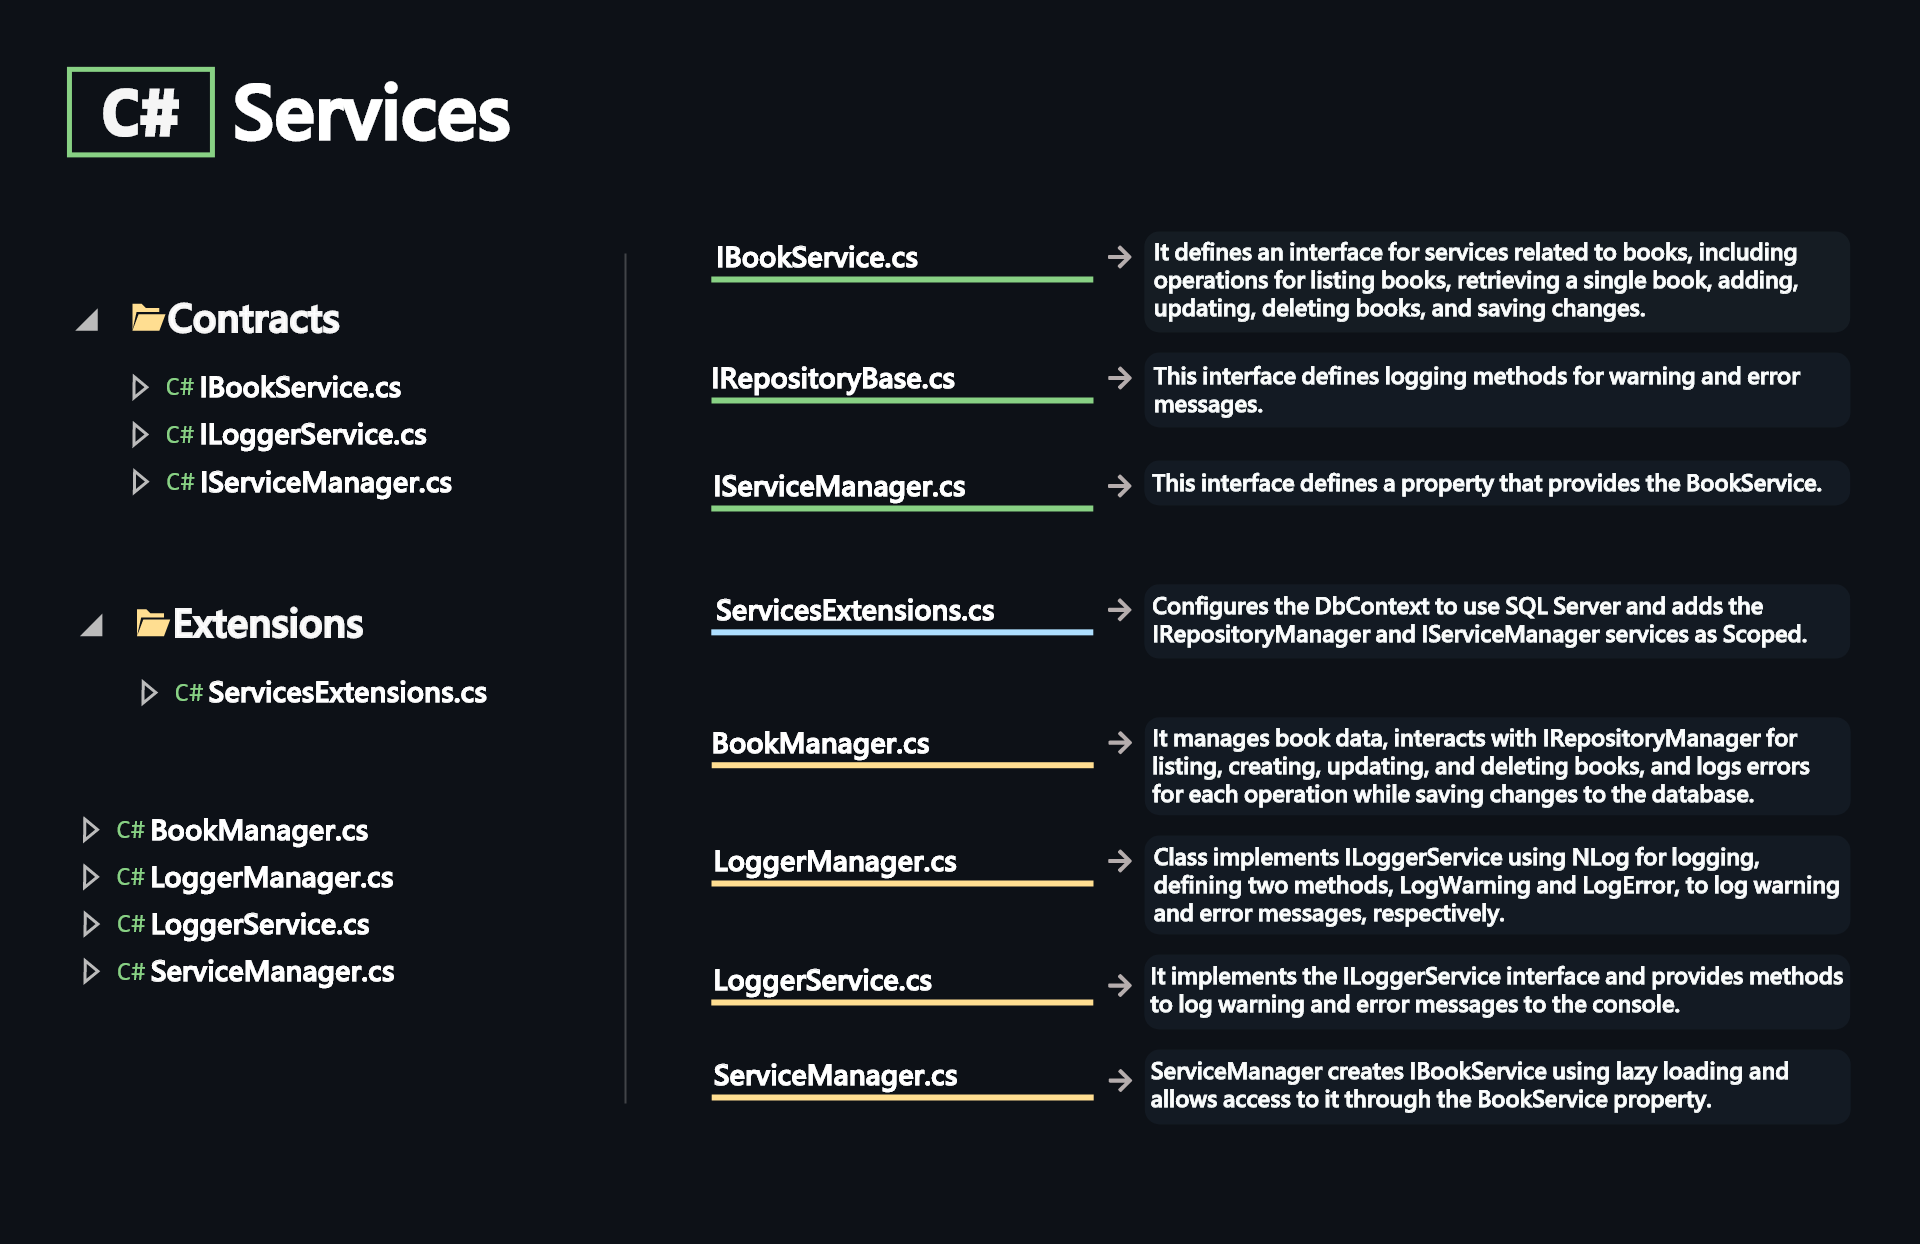 C# Services
Contracts
C# IBookService.cs
C# ILoggerService.cs
C# IServiceManager.cs
Extensions
C# ServicesExtensions.cs
C# BookManager.cs
C# LoggerManager.cs
C# LoggerService.cs
C# ServiceManager.cs
IBookService.cs
It defines an interface for services related to books, including
operations for listing books, retrieving a single book, adding,
updating, deleting books, and saving changes.
IRepositoryBase.cs
This interface defines logging methods for warning and error
messages.
IServiceManager.cs
This interface defines a property that provides the BookService.
ServicesExtensions.cs
Configures the DbContext to use SQL Server and adds the
IRepositoryManager and IServiceManager services as Scoped.
BookManager.cs
It manages book data, interacts with IRepositoryManager for
listing, creating, updating, and deleting books, and logs errors
for each operation while saving changes to the database.
LoggerManager.cs
Class implements ILoggerService using NLog for logging,
defining two methods, LogWarning and LogError, to log warning
and error messages, respectively.
LoggerService.cs
It implements the ILoggerService interface and provides methods
to log warning and error messages to the console.
ServiceManager.cs
ServiceManager creates IBookService using lazy loading and
allows access to it through the BookService property.